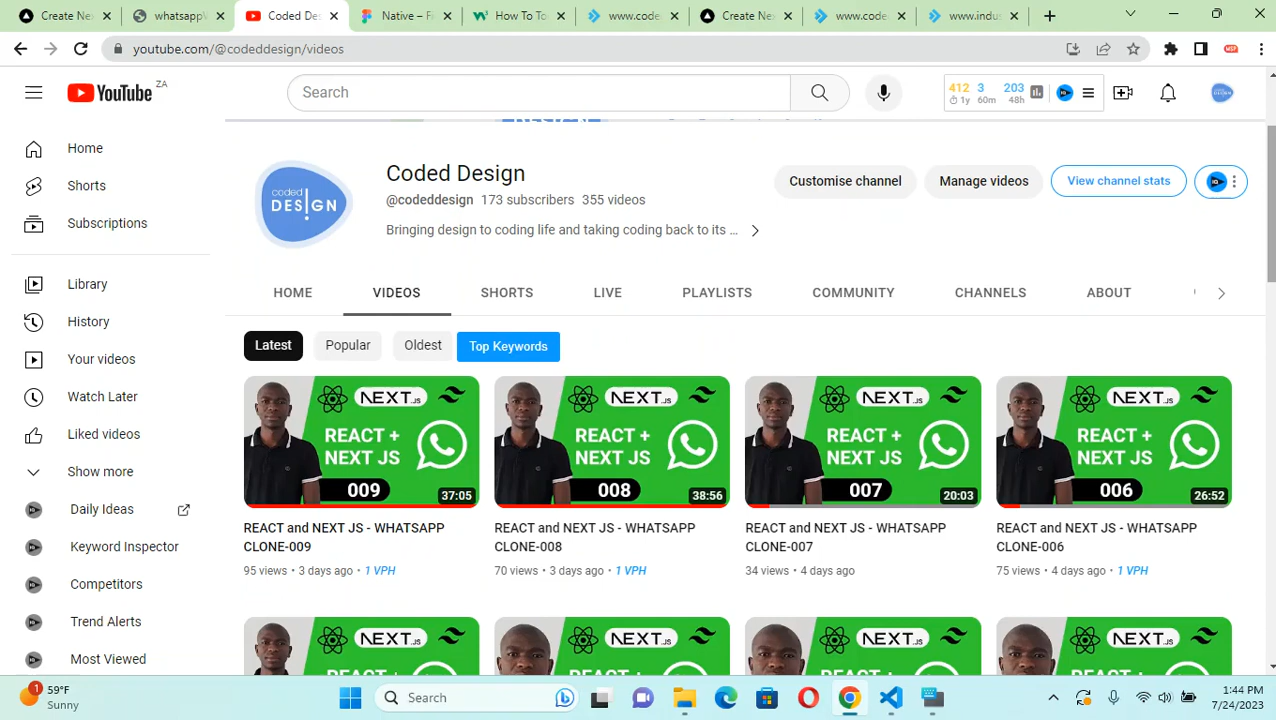 Create Ne
whatsappW
Coded De:
Native – Fi
How To To
www.code
Create Nex
www.code
www.indus
youtube.com/@codeddesign/videos
YouTube ZA
Search
412 3 203
1y 60m 48h
DESIGN
Home
Shorts
Subscriptions
Library
History
Your videos
Watch Later
Liked videos
Show more
Daily Ideas
Keyword Inspector
Competitors
Trend Alerts
Most Viewed
coded
DESIGN
Coded Design
@codeddesign 173 subscribers 355 videos
Bringing design to coding life and taking coding back to its ...
Customise channel
Manage videos
View channel stats
HOME VIDEOS SHORTS LIVE PLAYLISTS COMMUNITY CHANNELS ABOUT
Latest Popular Oldest Top Keywords
NEXT.JS
REACT +
NEXT JS
009
37:05
REACT and NEXT JS - WHATSAPP
CLONE-009
95 views • 3 days ago • 1 VPH
NEXT.JS
REACT +
NEXT JS
008
38:56
REACT and NEXT JS - WHATSAPP
CLONE-008
70 views • 3 days ago • 1 VPH
NEXT.JS
REACT +
NEXT JS
007
20:03
REACT and NEXT JS - WHATSAPP
CLONE-007
34 views • 4 days ago
NEXT.JS
REACT +
NEXT JS
006
26:52
REACT and NEXT JS - WHATSAPP
CLONE-006
75 views • 4 days ago • 1 VPH
NEXT.JS
NEXT.JS
NEXT.JS
NEXT.JS
1
59°F
Sunny
Search
1:44 PM
7/24/2023